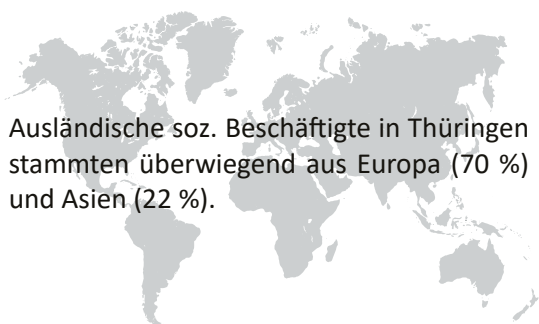 Ausländische soz. Beschäftigte in Thüringen
stammten überwiegend aus Europa (70 %)
und Asien (22 %).